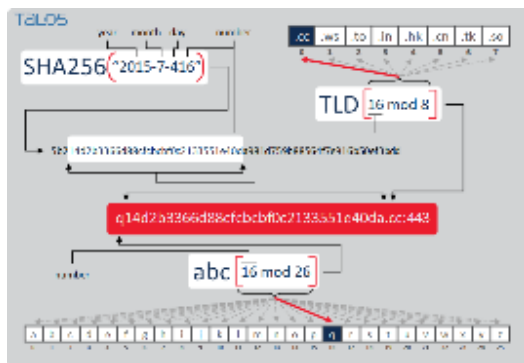 TALOS
year month day number
.cc .ws .to .in .hk .cn .tk .so
0 1 2 3 4 5 6 7
SHA256("2015-7-416")
TLD [16 mod 8]
q14d2b3366d88cfcbcbf0c2133551e40da.cc:443
number
abc [16 mod 26]